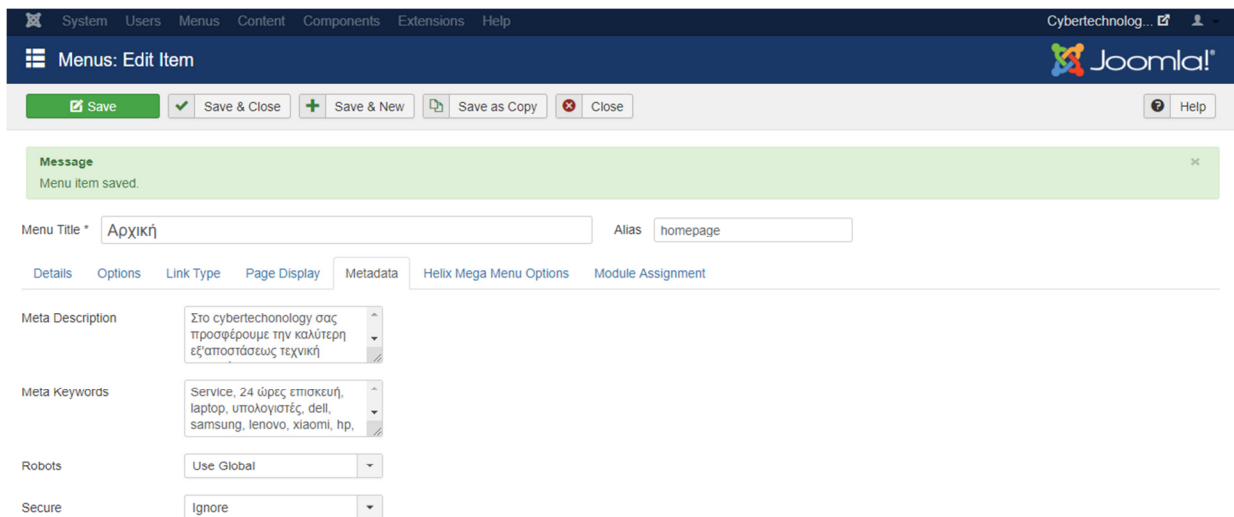 System Users Menus Content Components Extensions Help Cybertechnolog...
Menus: Edit Item Joomla!®
Save Save & Close Save & New Save as Copy Close Help
Message
Menu item saved.
Menu Title * Αρχική Alias homepage
Details Options Link Type Page Display Metadata Helix Mega Menu Options Module Assignment
Meta Description Στο cybertechonology σας
προσφέρουμε την καλύτερη
εξ'αποστάσεως τεχνική
Meta Keywords Service, 24 ώρες επισκευή,
laptop, υπολογιστές, dell,
samsung, lenovo, xiaomi, hp,
Robots Use Global
Secure Ignore